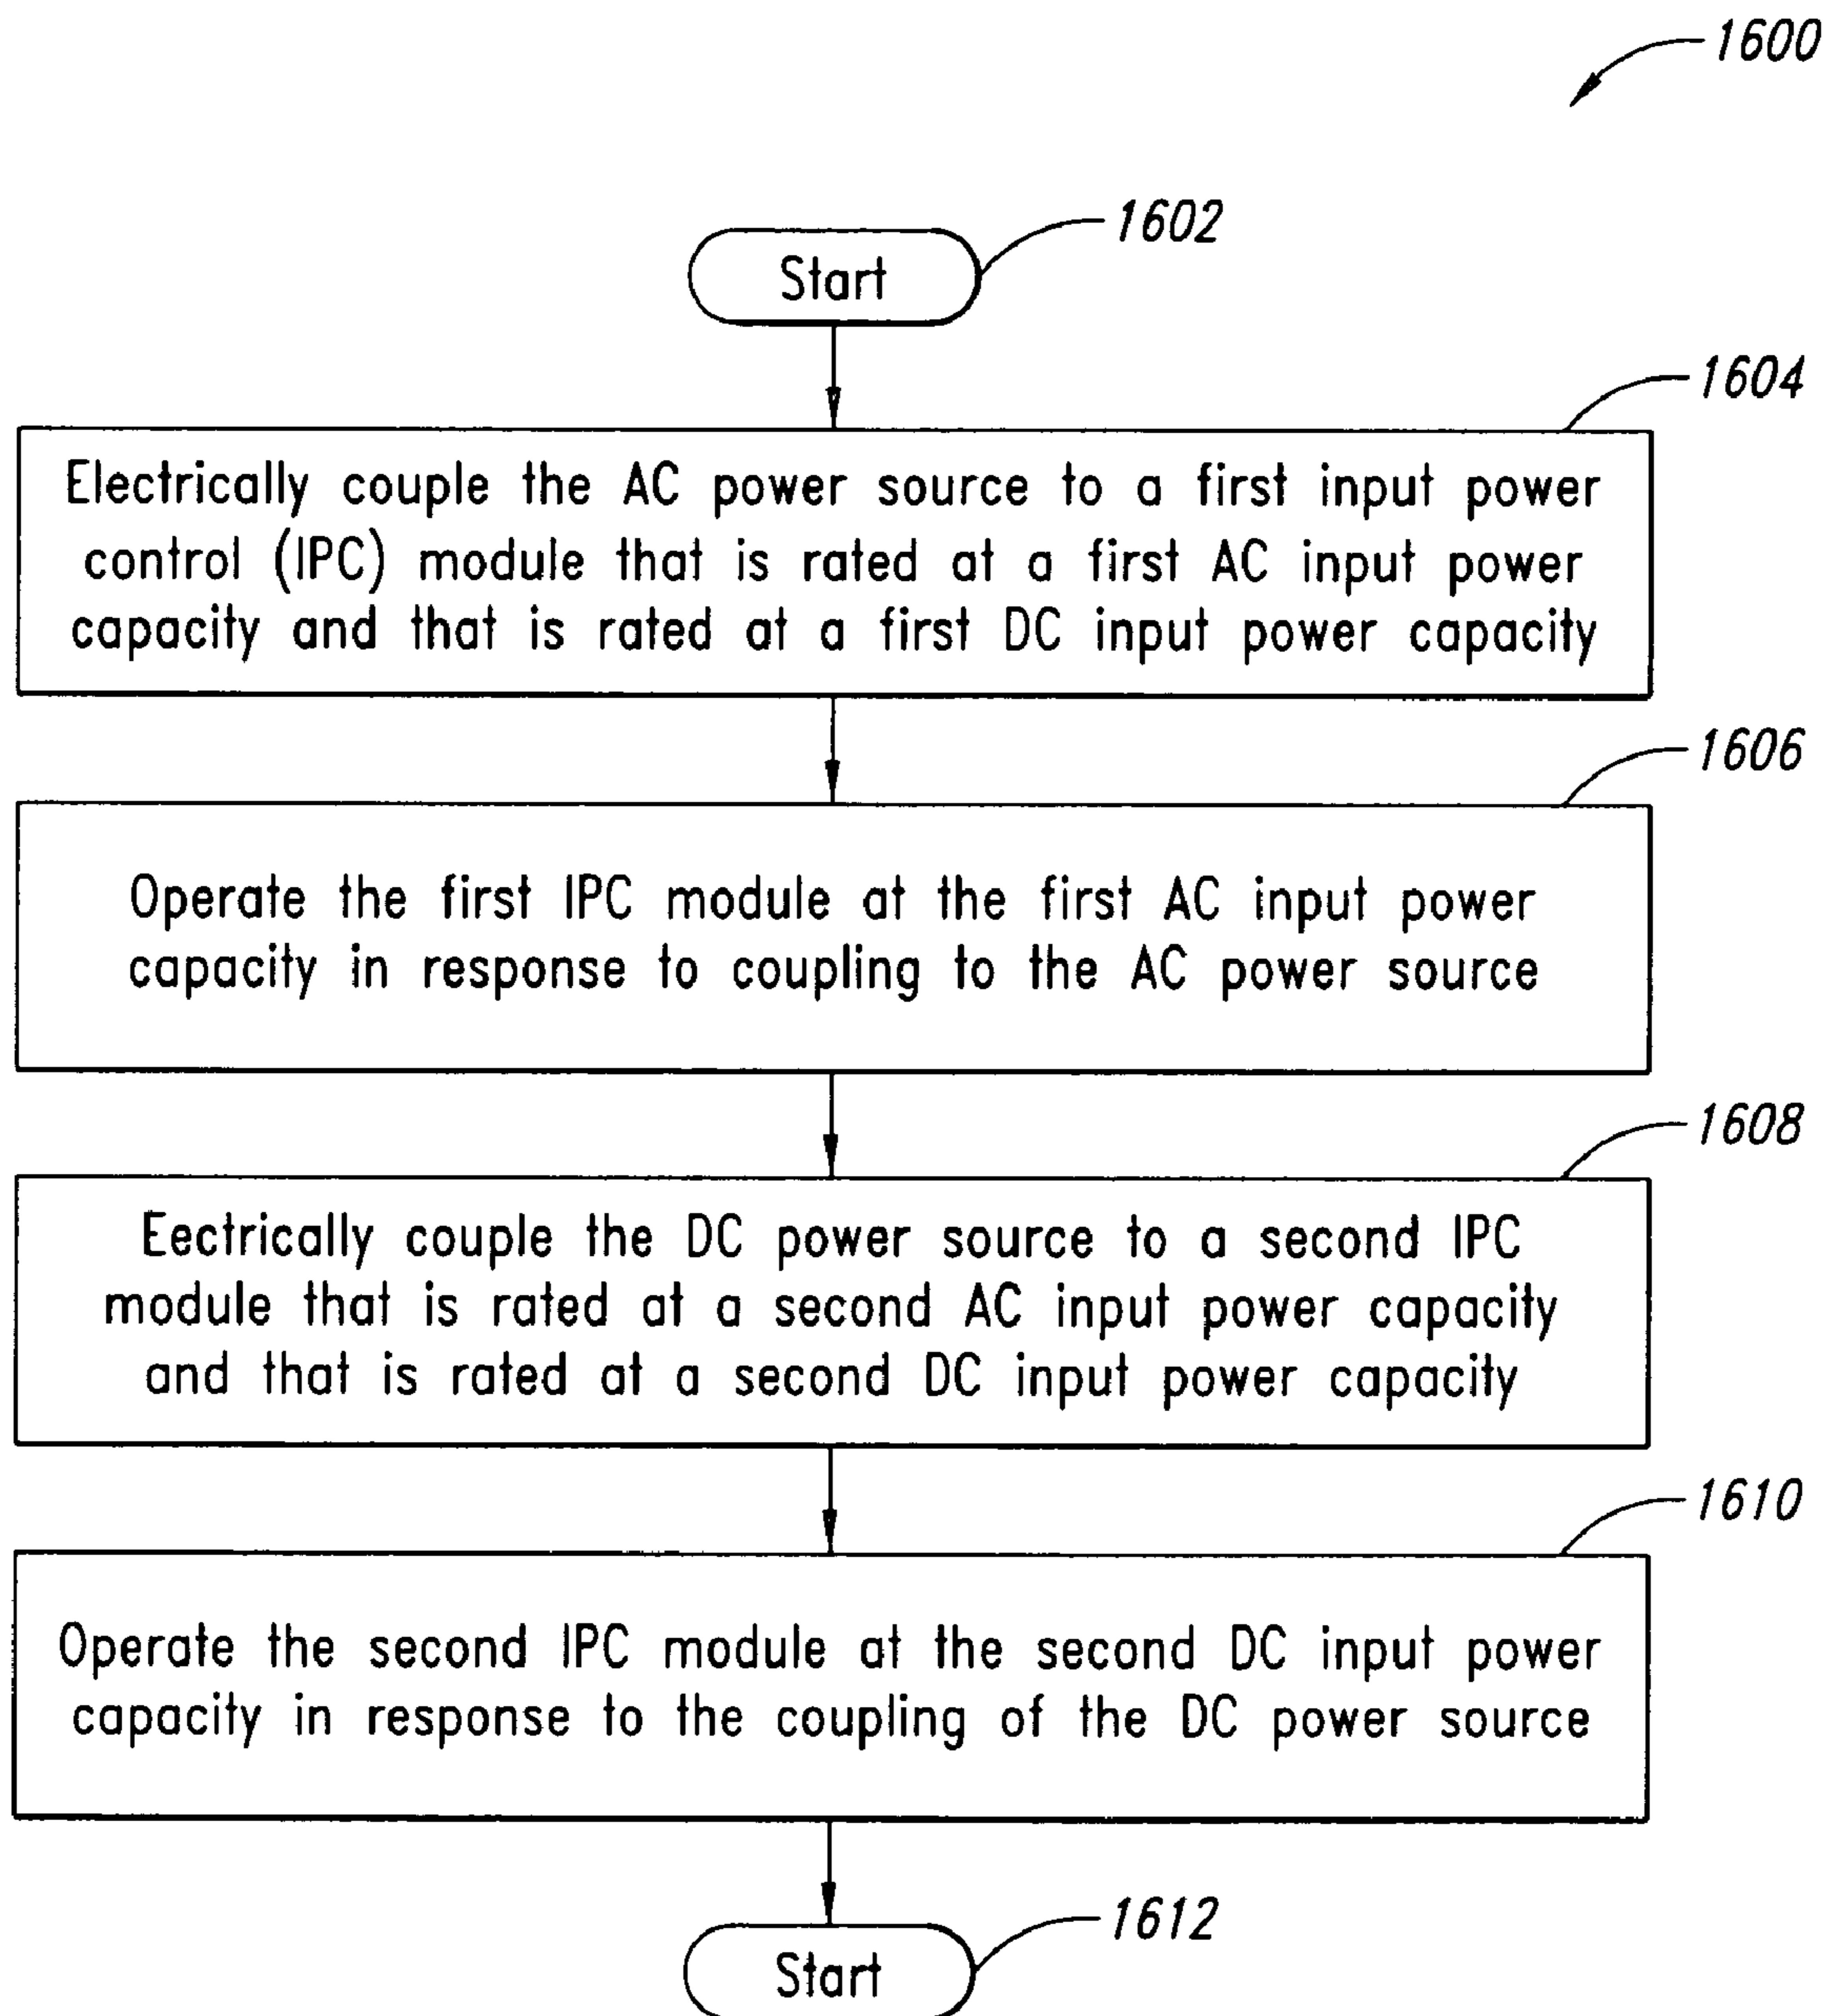 1600
1602
Start
1604
Electrically couple the AC power source to a first input power
control (IPC) module that is rated at a first AC input power
capacity and that is rated at a first DC input power capacity
1606
Operate the first IPC module at the first AC input power
capacity in response to coupling to the AC power source
1608
Eectrically couple the DC power source to a second IPC
module that is rated at a second AC input power capacity
and that is rated at a second DC input power capacity
1610
Operate the second IPC module at the second DC input power
capacity in response to the coupling of the DC power source
1612
Start